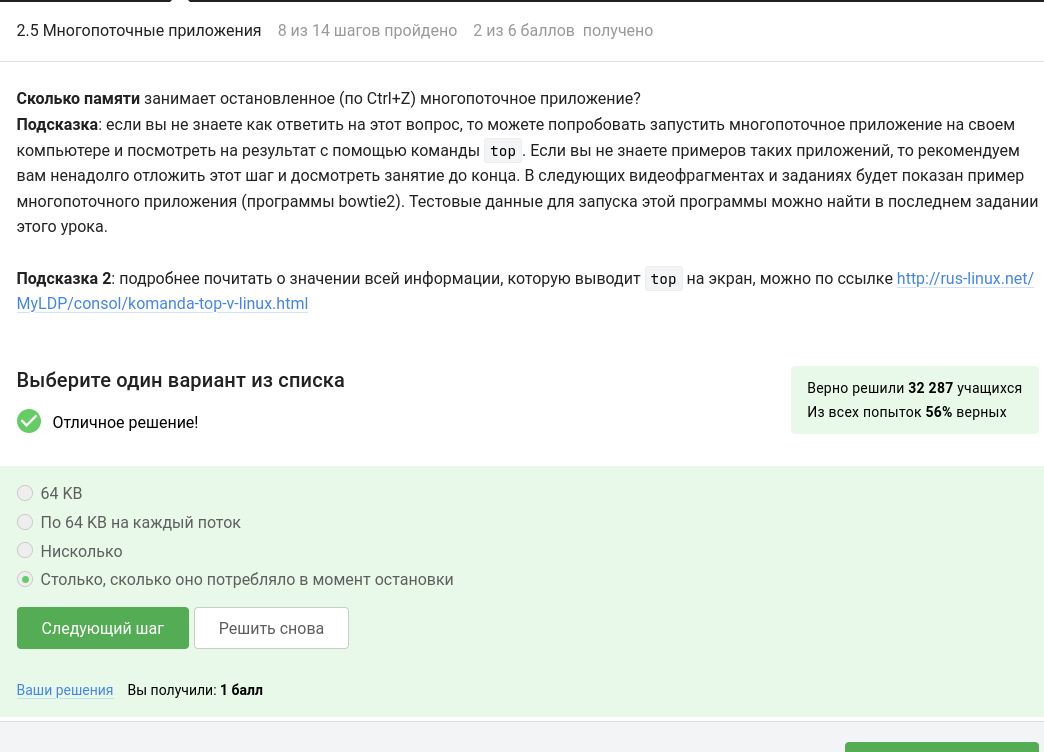 2.5 Многопоточные приложения 8 из 14 шагов пройдено 2 из 6 баллов получено
Сколько памяти занимает остановленное (по Ctrl+Z) многопоточное приложение?
Подсказка: если вы не знаете как ответить на этот вопрос, то можете попробовать запустить многопоточное приложение на своем
компьютере и посмотреть на результат с помощью команды top. Если вы не знаете примеров таких приложений, то рекомендуем
вам ненадолго отложить этот шаг и досмотреть занятие до конца. В следующих видеофрагментах и заданиях будет показан пример
многопоточного приложения (программы bowtie2). Тестовые данные для запуска этой программы можно найти в последнем задании
этого урока.
Подсказка 2: подробнее почитать о значении всей информации, которую выводит top на экран, можно по ссылке http://rus-linux.net/
MyLDP/consol/komanda-top-v-linux.html
Выберите один вариант из списка
Отличное решение!
Верно решили 32 287 учащихся
Из всех попыток 56% верных
64 KB
По 64 KB на каждый поток
Нисколько
Столько, сколько оно потребляло в момент остановки
Следующий шаг Решить снова
Ваши решения Вы получили: 1 балл